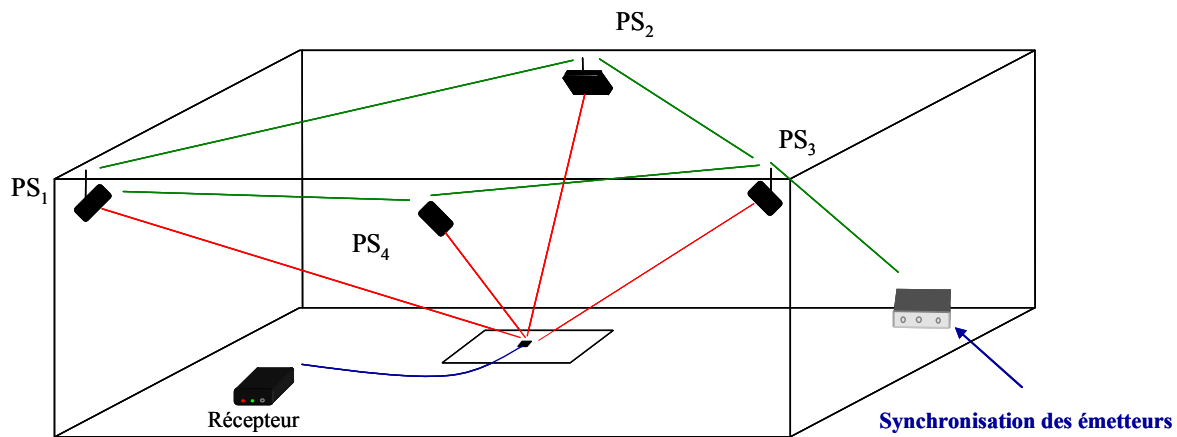 PS2
PS3
PS1
PS4
Récepteur
Synchronisation des émetteurs